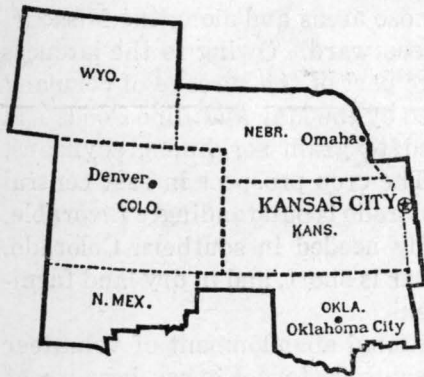 WYO.
NEBR.
Omaha
Denver
COLO.
KANSAS CITY
KANS.
N. MEX.
OKLA.
Oklahoma City